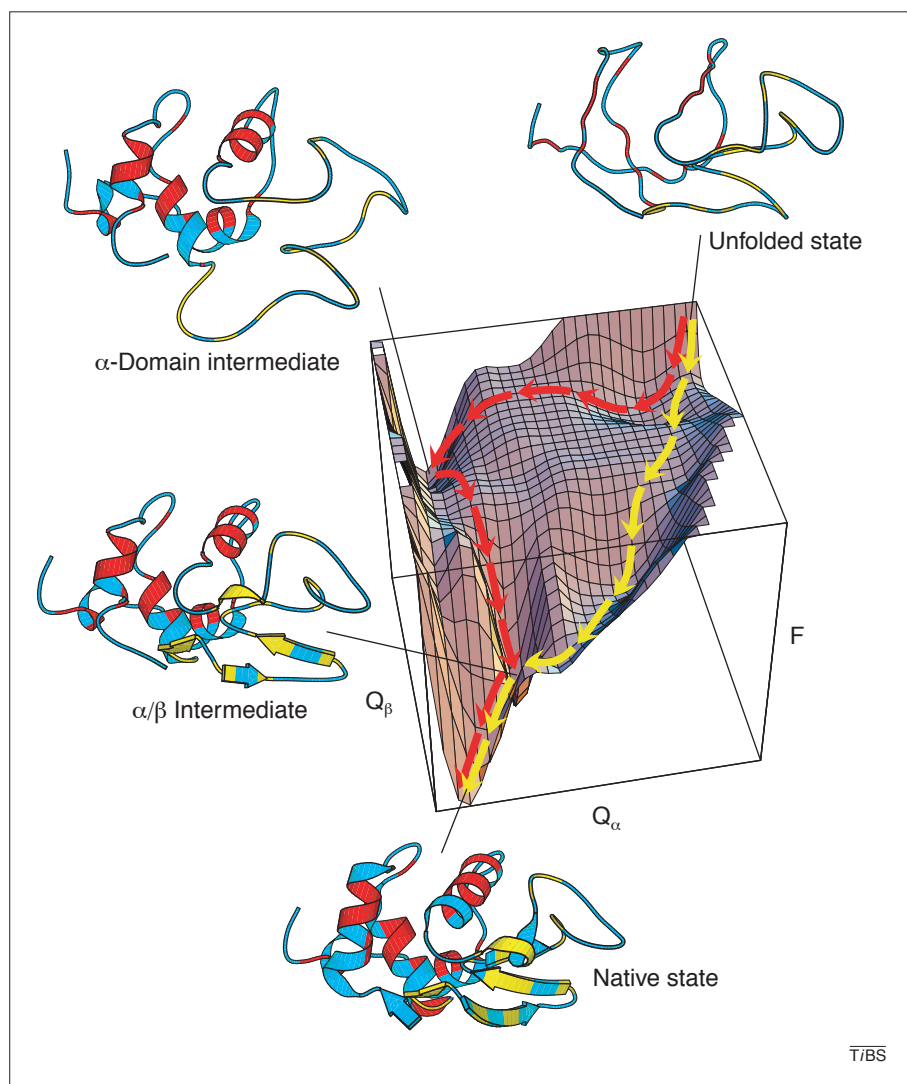 Unfolded state
α-Domain intermediate
α/β Intermediate
Qβ
F
Qα
Native state
TiBS